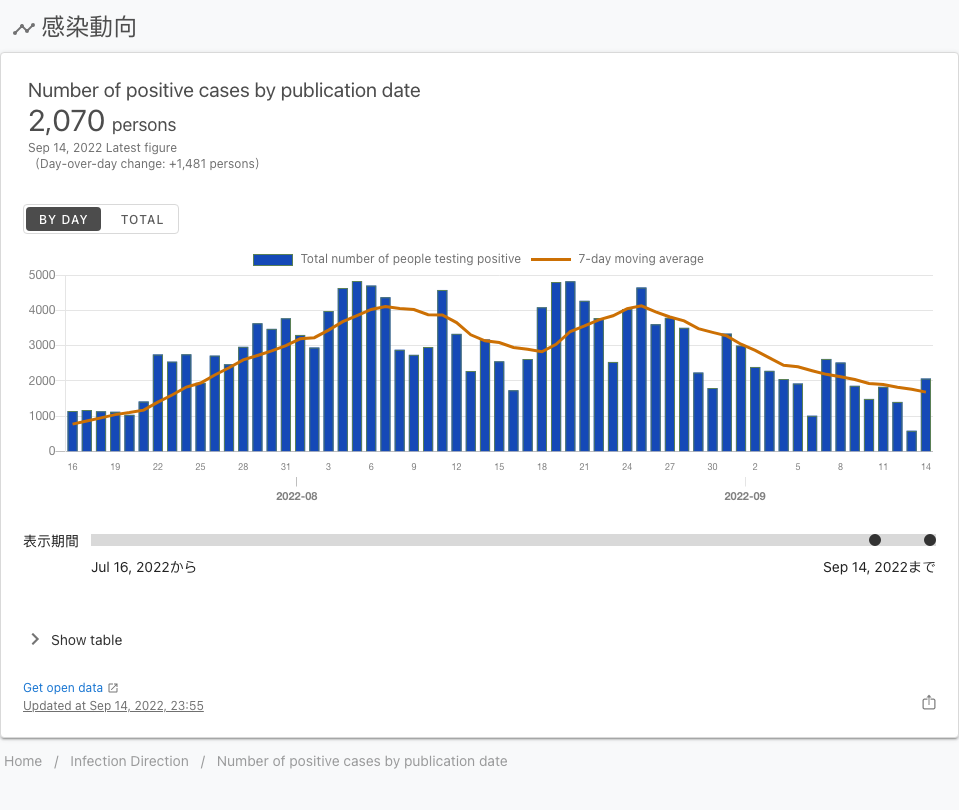 感染動向
Number of positive cases by publication date
2,070 persons
Sep 14, 2022 Latest figure
(Day-over-day change: +1,481 persons)
BY DAY TOTAL
Total number of people testing positive 7-day moving average
5000
4000
3000
2000
1000
0
16 19 22 25 28 31 3 6 9 12 15 18 21 24 27 30 2 5 8 11 14
2022-08 2022-09
表示期間
Jul 16, 2022から Sep 14, 2022まで
Show table
Get open data
Updated at Sep 14, 2022, 23:55
Home / Infection Direction / Number of positive cases by publication date